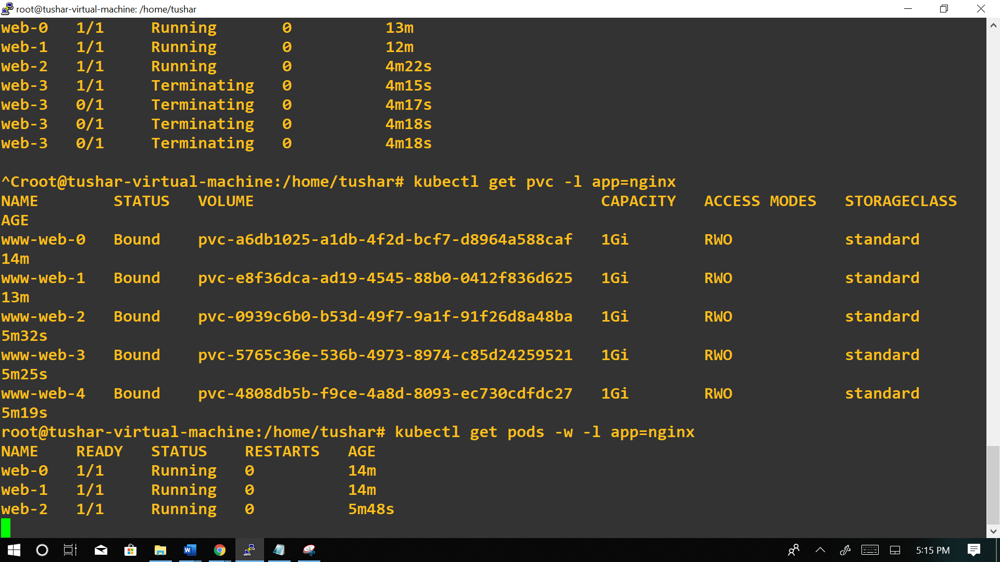 root@tushar-virtual-machine: /home/tushar
web-0 1/1 Running 0 13m
web-1 1/1 Running 0 12m
web-2 1/1 Running 0 4m22s
web-3 1/1 Terminating 0 4m15s
web-3 0/1 Terminating 0 4m17s
web-3 0/1 Terminating 0 4m18s
web-3 0/1 Terminating 0 4m18s
^Croot@tushar-virtual-machine:/home/tushar# kubectl get pvc -l app=nginx
NAME STATUS VOLUME CAPACITY ACCESS MODES STORAGECLASS
AGE
www-web-0 Bound pvc-a6db1025-a1db-4f2d-bcf7-d8964a588caf 1Gi RWO standard
14m
www-web-1 Bound pvc-e8f36dca-ad19-4545-88b0-0412f836d625 1Gi RWO standard
13m
www-web-2 Bound pvc-0939c6b0-b53d-49f7-9a1f-91f26d8a48ba 1Gi RWO standard
5m32s
www-web-3 Bound pvc-5765c36e-536b-4973-8974-c85d24259521 1Gi RWO standard
5m25s
www-web-4 Bound pvc-4808db5b-f9ce-4a8d-8093-ec730cdfdc27 1Gi RWO standard
5m19s
root@tushar-virtual-machine:/home/tushar# kubectl get pods -w -l app=nginx
NAME READY STATUS RESTARTS AGE
web-0 1/1 Running 0 14m
web-1 1/1 Running 0 14m
web-2 1/1 Running 0 5m48s
5:15 PM